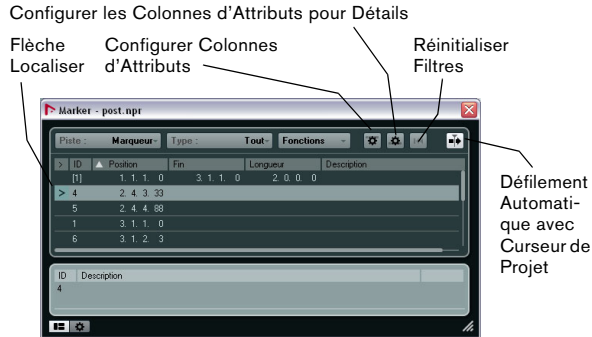 Configurer les Colonnes d'Attributs pour Détails
Flèche
Localiser
Configurer Colonnes
d'Attributs
Réinitialiser
Filtres
Marker - post.npr
Piste : Marqueur Type : Tout Fonctions
> ID Position Fin Longueur Description
[1] 1. 1. 1. 0 3. 1. 1. 0 2. 0. 0. 0
> 4 2. 4. 3. 33
5 2. 4. 4. 88
1 3. 1. 1. 0
6 3. 1. 2. 3
Défilement
Automati-
que avec
Curseur de
Projet
ID Description
4